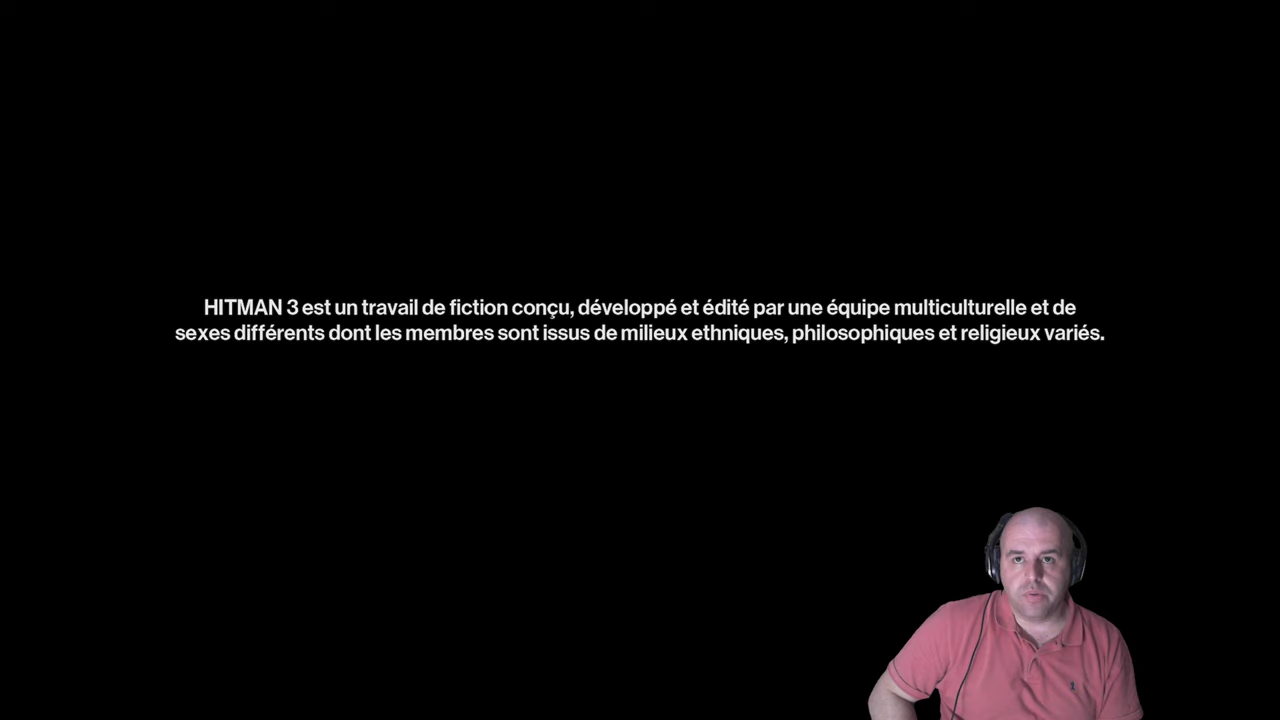 HITMAN 3 est un travail de fiction conçu, développé et édité par une équipe multiculturelle et de
sexes différents dont les membres sont issus de milieux ethniques, philosophiques et religieux variés.